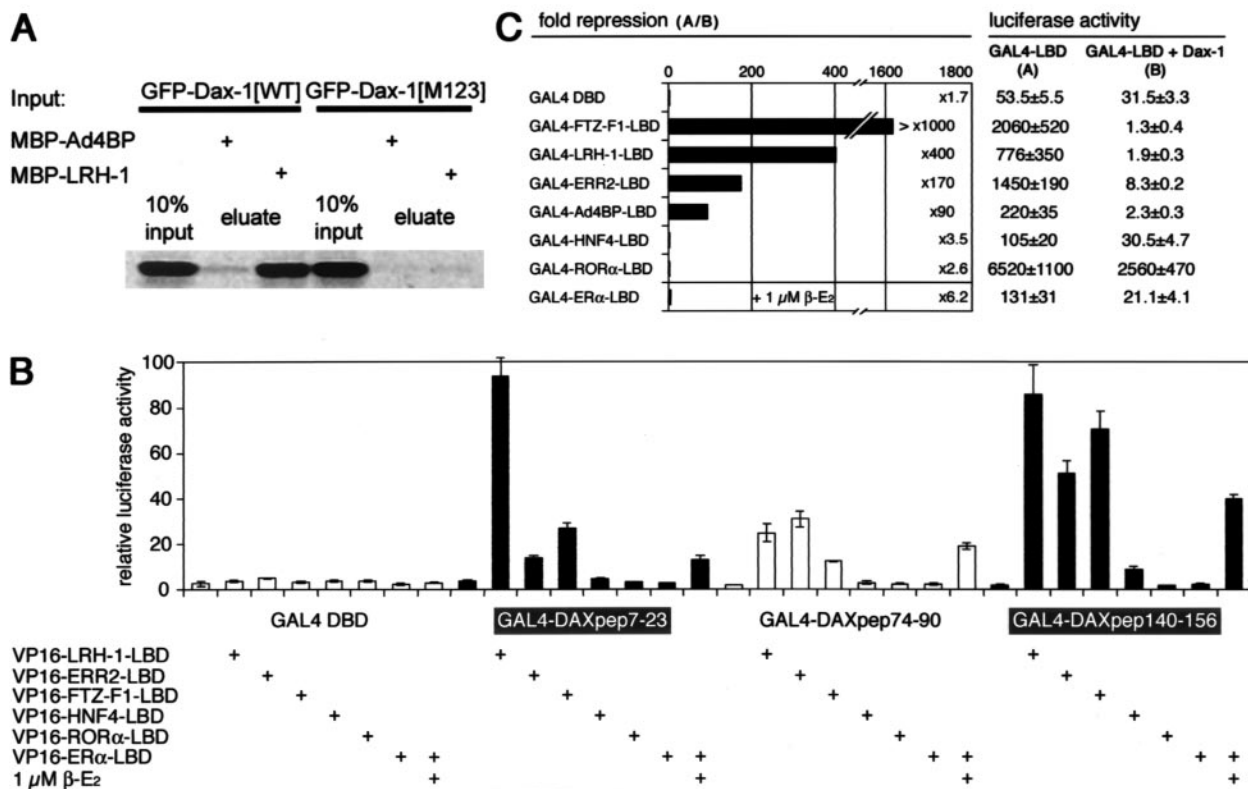 A
GFP-Dax-1[WT] GFP-Dax-1[M123]
Input:
MBP-Ad4BP + +
MBP-LRH-1 + +
10% input eluate 10% input eluate
C
fold repression (A/B) luciferase activity
GAL4-LBD (A) GAL4-LBD + Dax-1 (B)
0 200 400 1600 1800
GAL4 DBD x1.7 53.5±5.5 31.5±3.3
GAL4-FTZ-F1-LBD > x1000 2060±520 1.3±0.4
GAL4-LRH-1-LBD x400 776±350 1.9±0.3
GAL4-ERR2-LBD x170 1450±190 8.3±0.2
GAL4-Ad4BP-LBD x90 220±35 2.3±0.3
GAL4-HNF4-LBD x3.5 105±20 30.5±4.7
GAL4-RORα-LBD x2.6 6520±1100 2560±470
GAL4-ERα-LBD + 1 µM β-E2 x6.2 131±31 21.1±4.1
B
relative luciferase activity
100
80
60
40
20
0
GAL4 DBD GAL4-DAXpep7-23 GAL4-DAXpep74-90 GAL4-DAXpep140-156
VP16-LRH-1-LBD + + + +
VP16-ERR2-LBD + + + +
VP16-FTZ-F1-LBD + + + +
VP16-HNF4-LBD + + + +
VP16-RORα-LBD + + + +
VP16-ERα-LBD + + + + + + + +
1 µM β-E2 + + + +